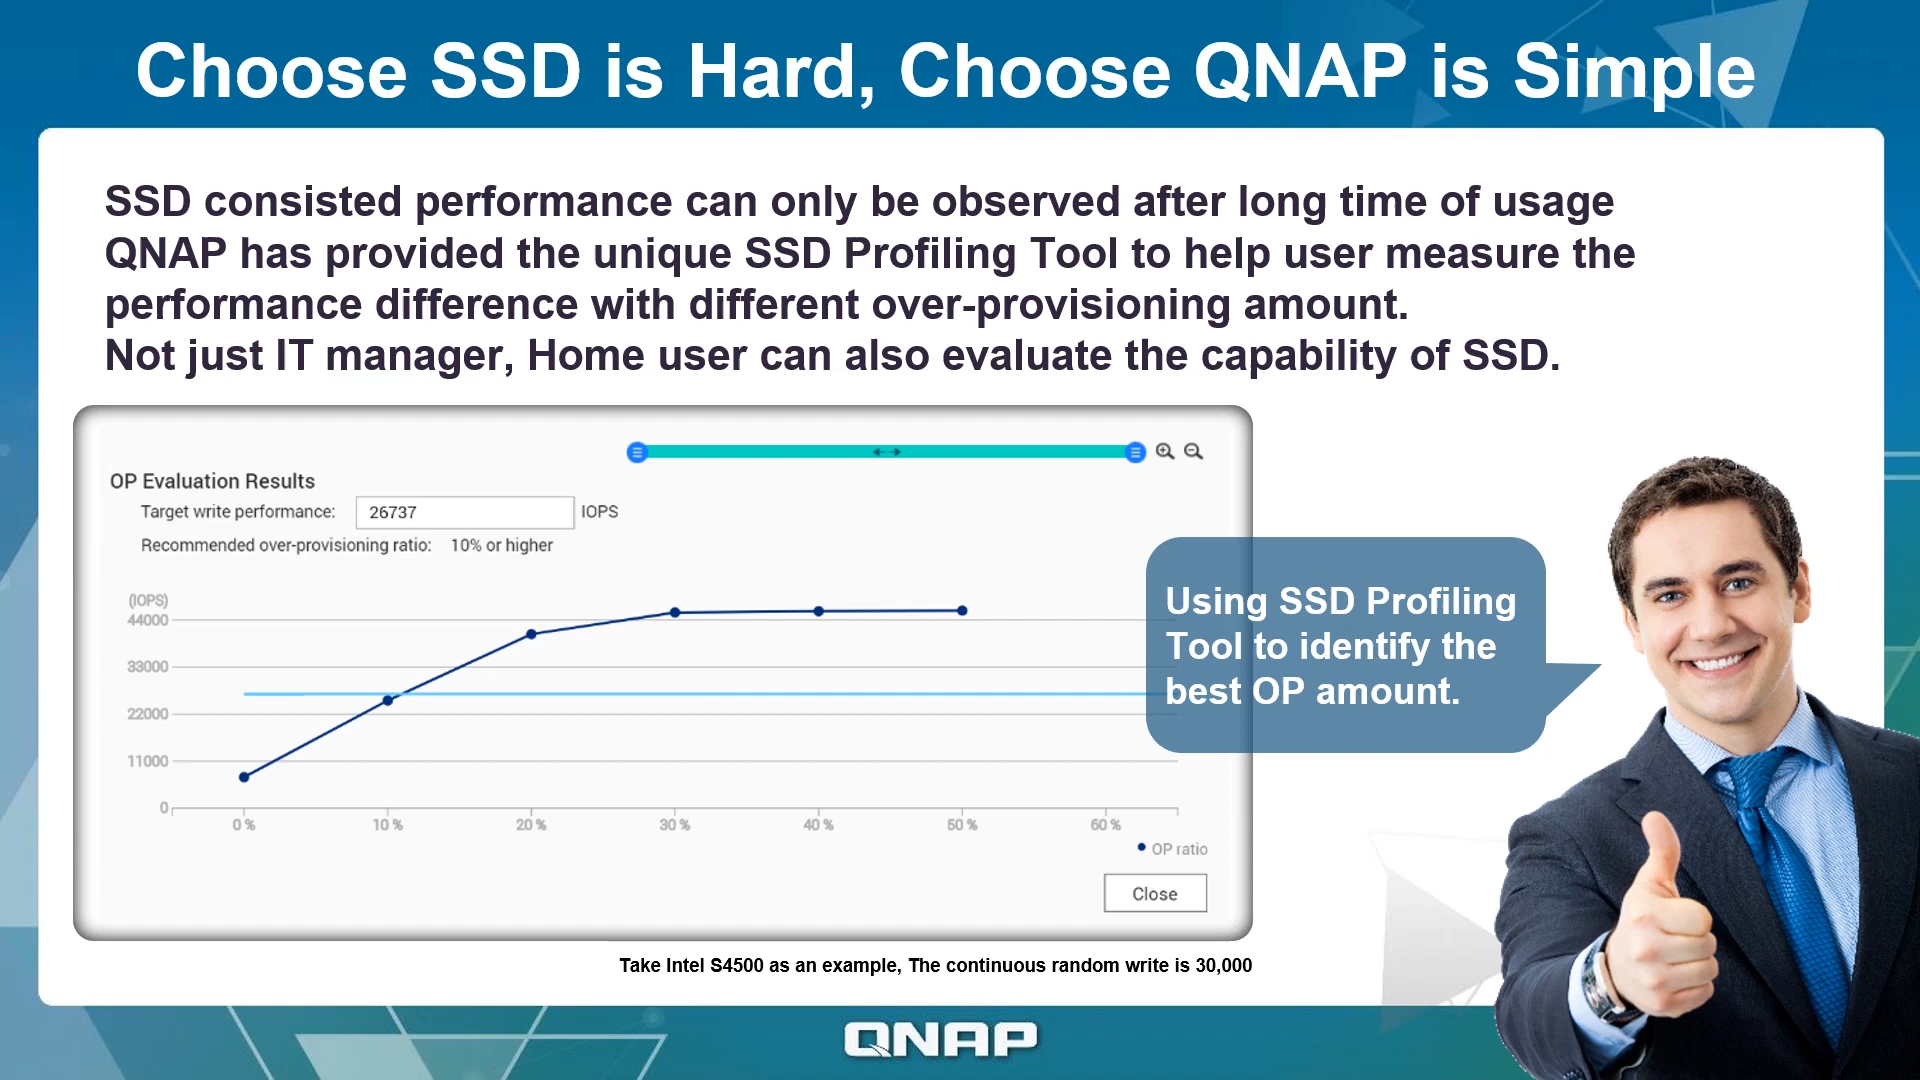 Choose SSD is Hard, Choose QNAP is Simple
SSD consisted performance can only be observed after long time of usage
QNAP has provided the unique SSD Profiling Tool to help user measure the
performance difference with different over-provisioning amount.
Not just IT manager, Home user can also evaluate the capability of SSD.
OP Evaluation Results
Target write performance: 26737 IOPS
Recommended over-provisioning ratio: 10% or higher
(IOPS)
44000
33000
22000
11000
0
0 % 10 % 20 % 30 % 40 % 50 % 60 %
OP ratio
Close
Using SSD Profiling
Tool to identify the
best OP amount.
Take Intel S4500 as an example, The continuous random write is 30,000
QNAP